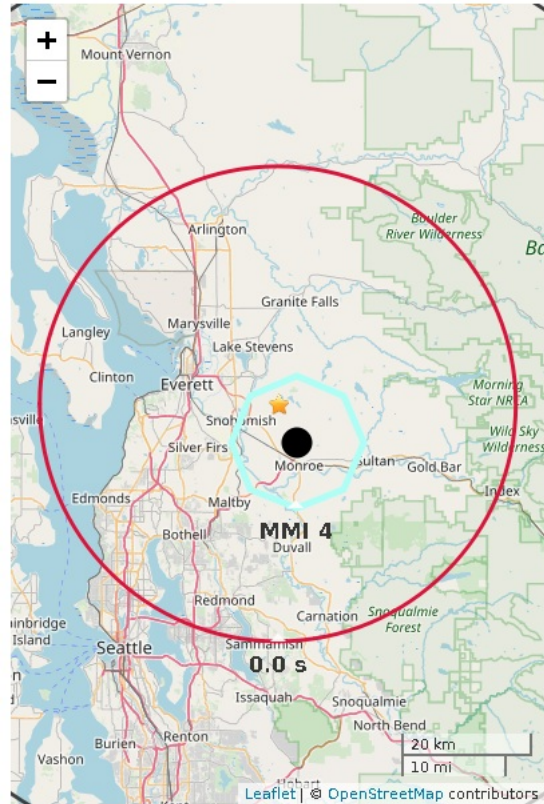 +
Mount Vernon
−
Boulder
River Wilderness
Arlington
Granite Falls
Langley
Marysville
Lake Stevens
Clinton
Everett
Morning
Star NRCA
Snohomish
Wild Sky
Wilderness
Silver Firs
Monroe
Sultan
Gold Bar
Index
Edmonds
Maltby
MMI 4
Bothell
Duvall
Redmond
Carnation
Snoqualmie
Forest
ainbridge
Island
Seattle
Sammamish
0.0 s
Issaquah
Snoqualmie
North Bend
Burien
Renton
20 km
Vashon
10 mi
Leaflet | © OpenStreetMap contributors